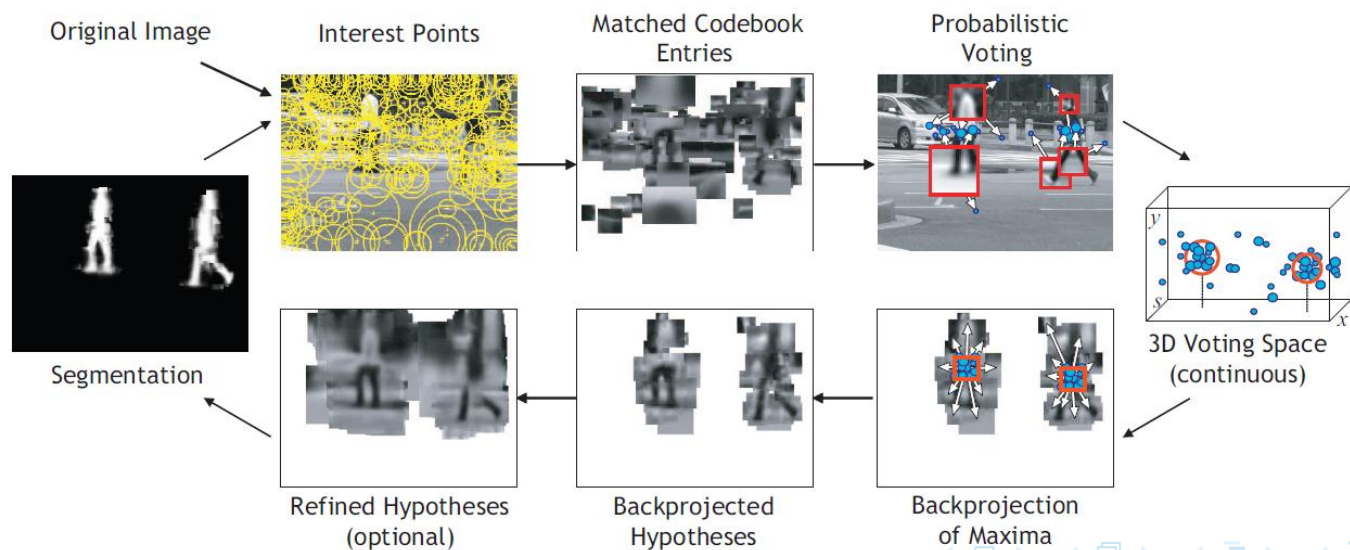 Original Image
Interest Points
Matched Codebook
Entries
Probabilistic
Voting
y
s
x
3D Voting Space
(continuous)
Segmentation
Refined Hypotheses
(optional)
Backprojected
Hypotheses
Backprojection
of Maxima